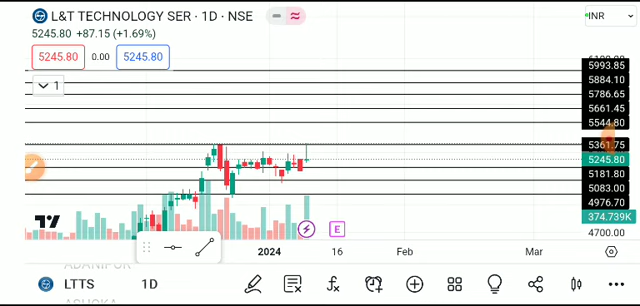 L&T TECHNOLOGY SER · 1D · NSE
INR
5245.80 +87.15 (+1.69%)
5245.80 0.00 5245.80
1
5993.85
5884.10
5786.65
5661.45
5544.80
5361.75
5245.80
5181.80
5083.00
4976.70
374.739K
4700.00
E
2024 16 Feb Mar
LTTS 1D